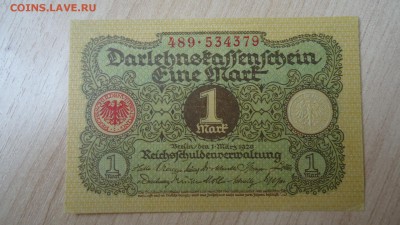 COINS.LAVE.RU
489·534379
Darlehnskassenschein
Eine Mark
1
Mark
Berlin, den 1. März 1920
Reichsschuldenverwaltung
1
1